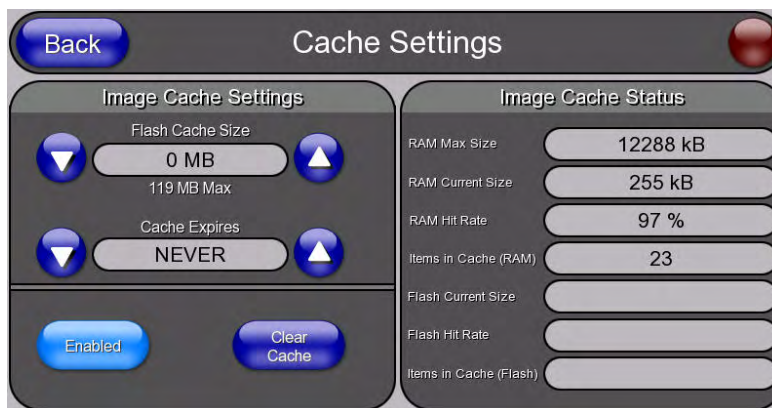 Back
Cache Settings
Image Cache Settings
Flash Cache Size
0 MB
119 MB Max
Cache Expires
NEVER
Enabled
Clear
Cache
Image Cache Status
RAM Max Size
12288 kB
RAM Current Size
255 kB
RAM Hit Rate
97 %
Items in Cache (RAM)
23
Flash Current Size
Flash Hit Rate
Items in Cache (Flash)